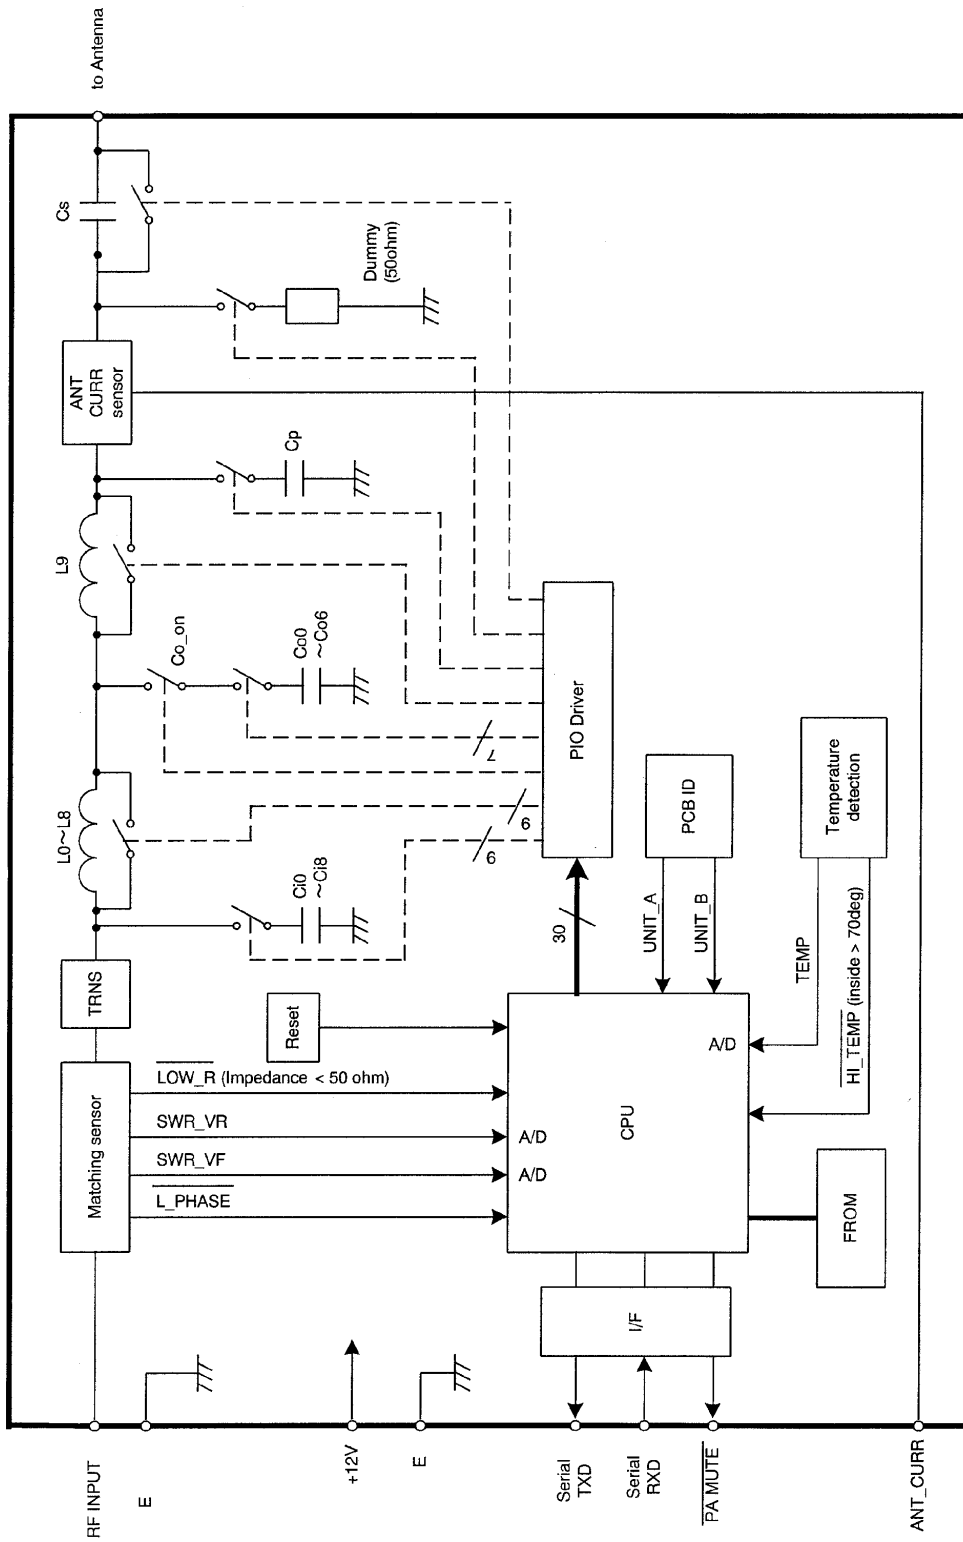 to Antenna
Cs
Dummy
(50ohm)
ANT
CURR
sensor
Cp
L9
Co_on
Co0
~Co6
L0~L8
Ci0
~Ci8
TRNS
Matching sensor
RF INPUT
E
+12V
E
Reset
LOW_R (Impedance < 50 ohm)
SWR_VR
SWR_VF
L_PHASE
7
9
9
PIO Driver
30
PCB ID
UNIT_A
UNIT_B
Temperature
detection
TEMP
HI_TEMP (inside > 70deg)
A/D
A/D
A/D
CPU
FROM
I/F
Serial
TXD
Serial
RXD
PA MUTE
ANT_CURR